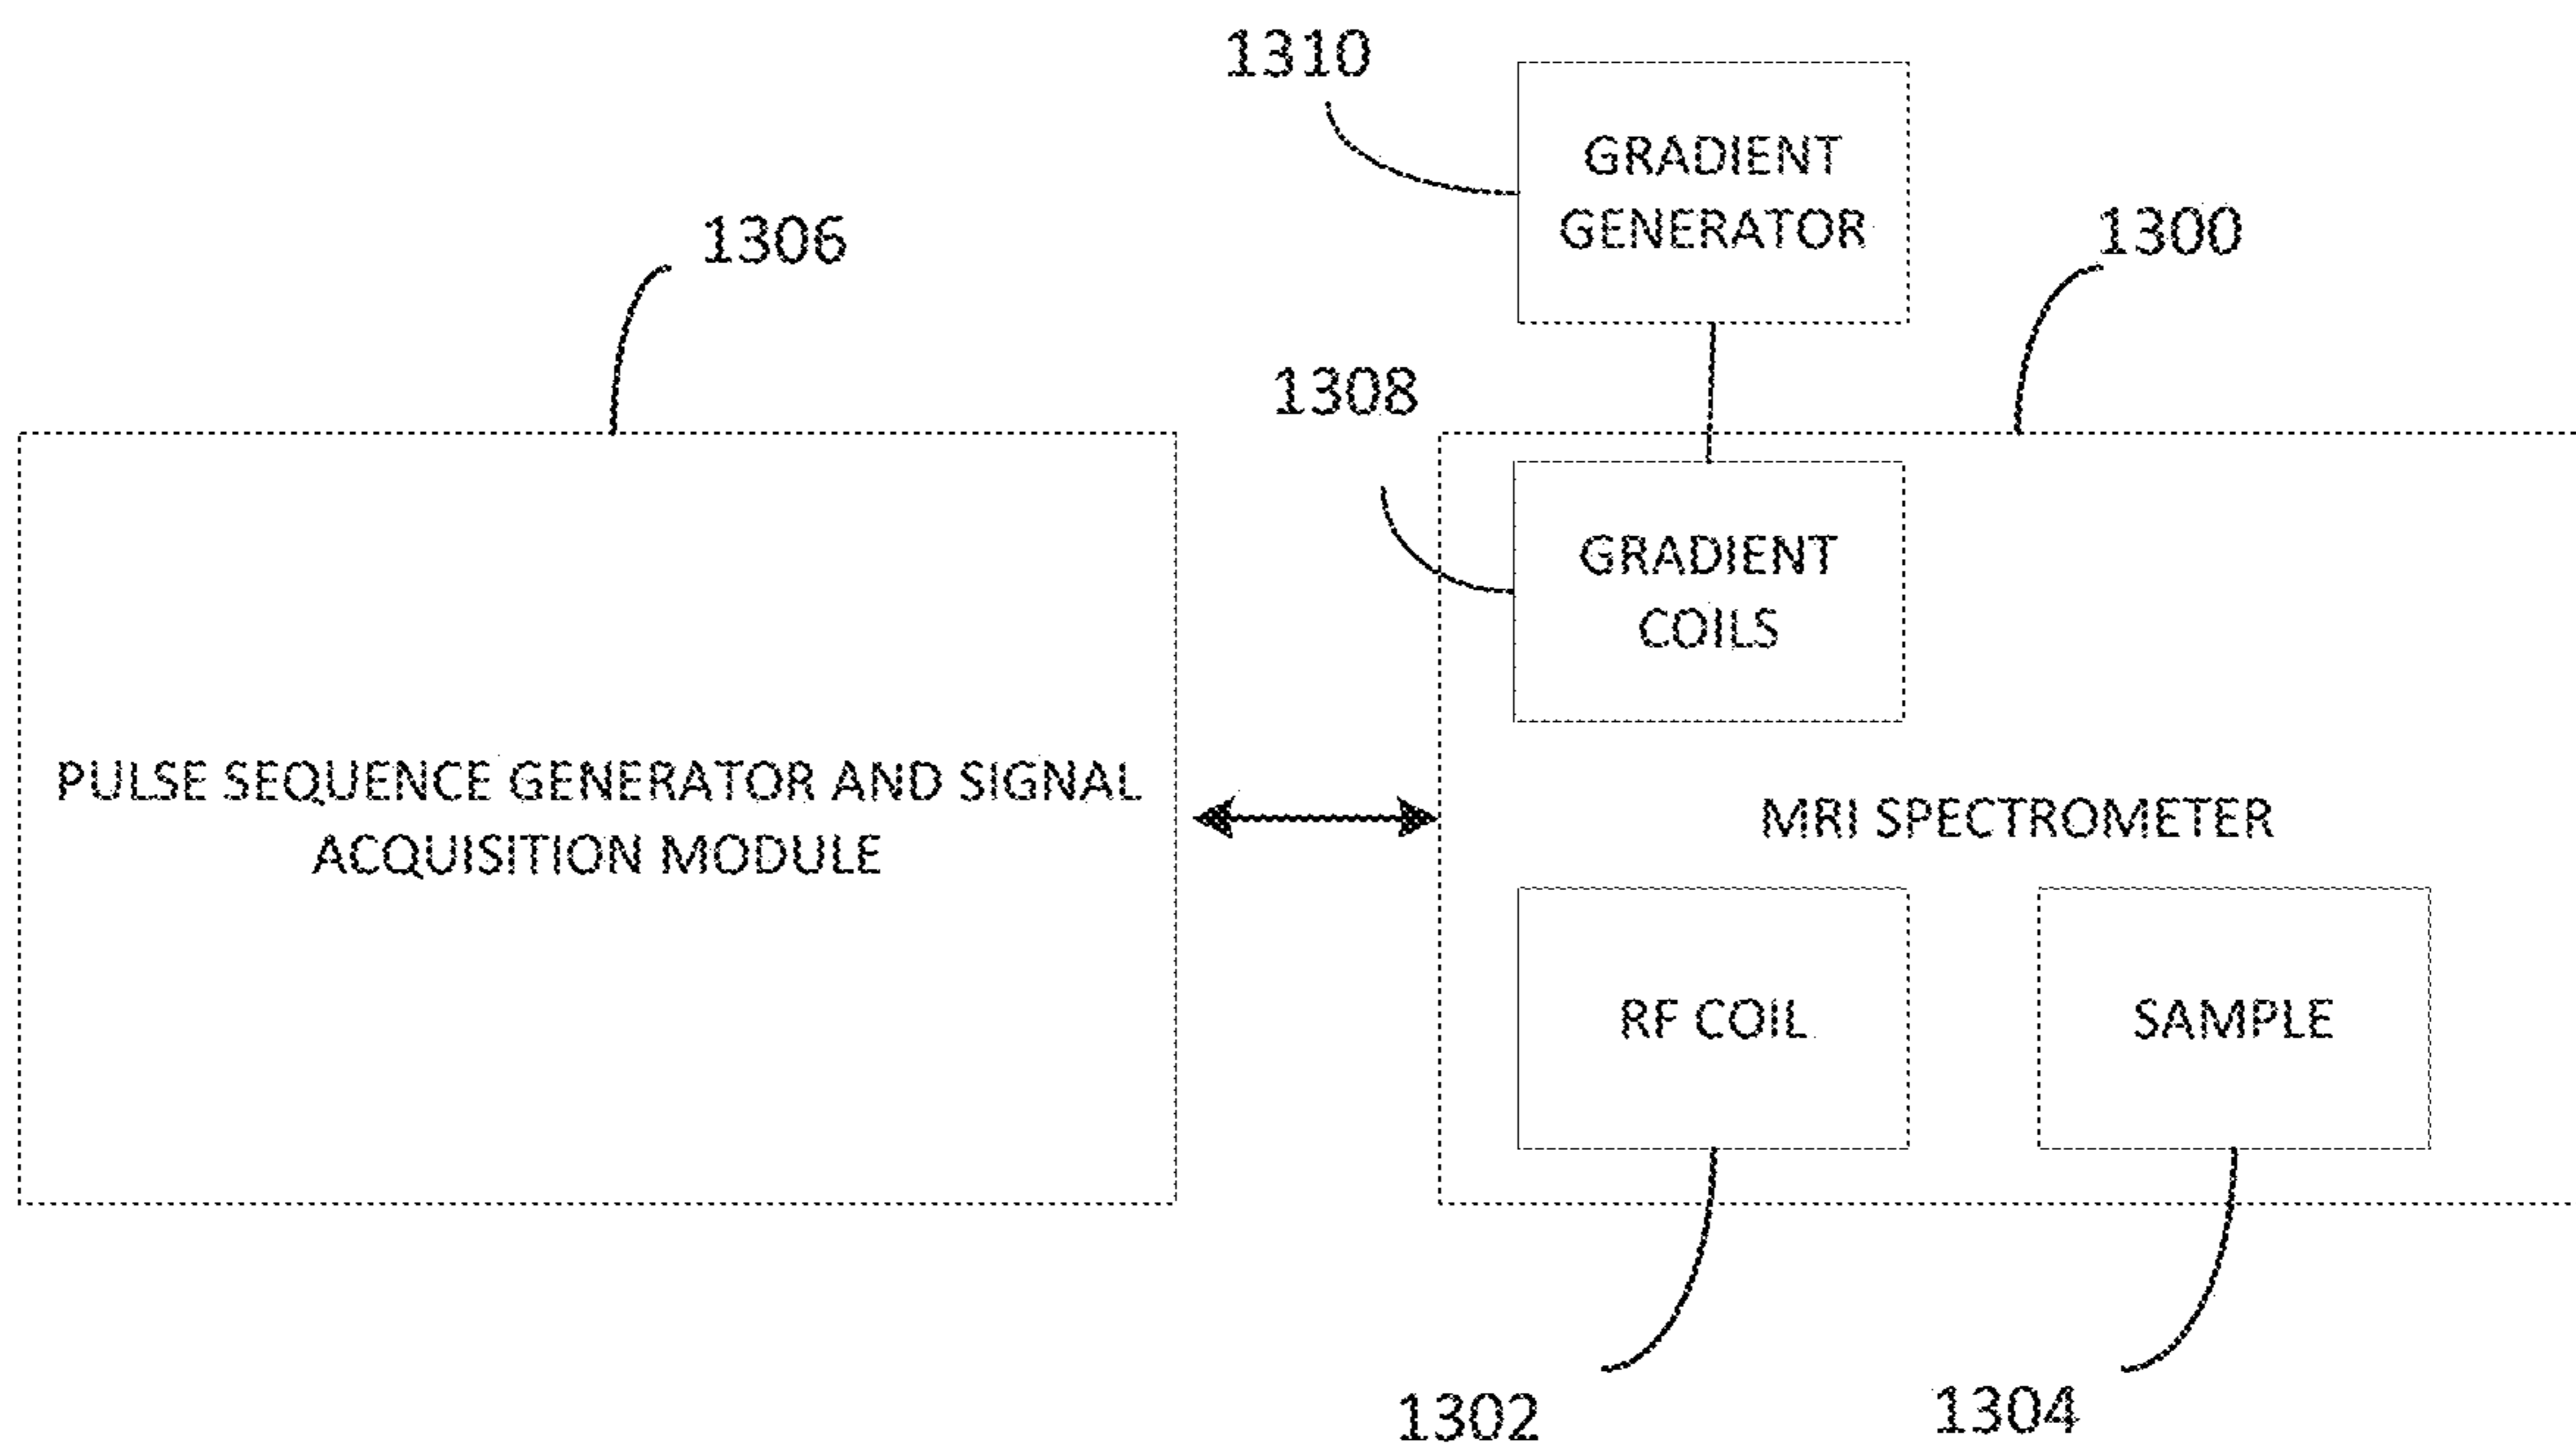 1310
GRADIENT
GENERATOR
1306
1300
1308
GRADIENT
COILS
PULSE SEQUENCE GENERATOR AND SIGNAL
ACQUISITION MODULE
MRI SPECTROMETER
RF COIL
SAMPLE
1302
1304